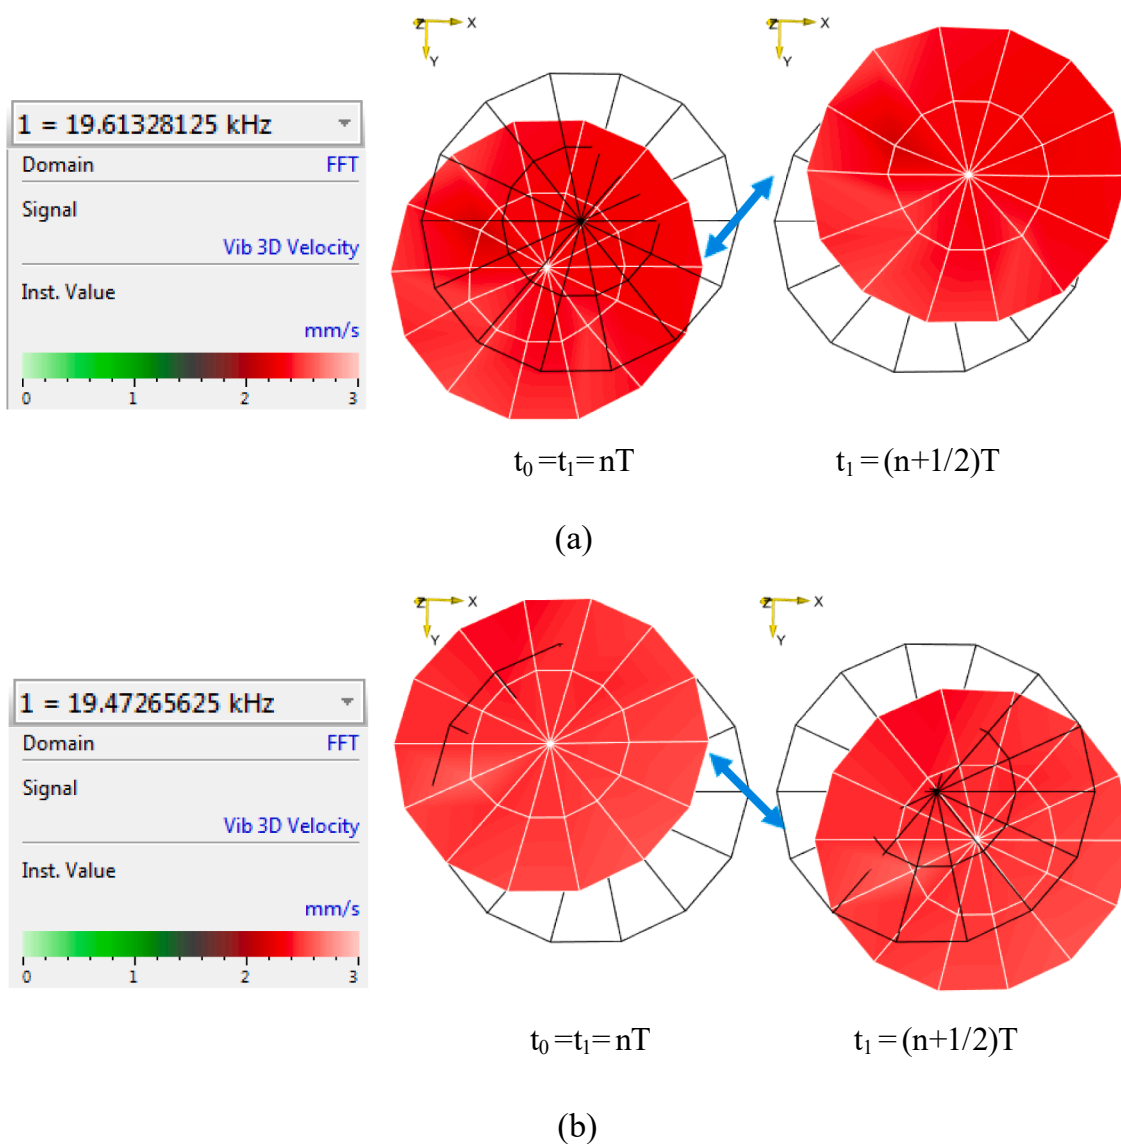 Z X
Y
Z X
Y
1 = 19.61328125 kHz
Domain FFT
Signal
Vib 3D Velocity
Inst. Value
mm/s
0 1 2 3
t₀ = t₁ = nT
t₁ = (n+1/2)T
(a)
Z X
Y
Z X
Y
1 = 19.47265625 kHz
Domain FFT
Signal
Vib 3D Velocity
Inst. Value
mm/s
0 1 2 3
t₀ = t₁ = nT
t₁ = (n+1/2)T
(b)